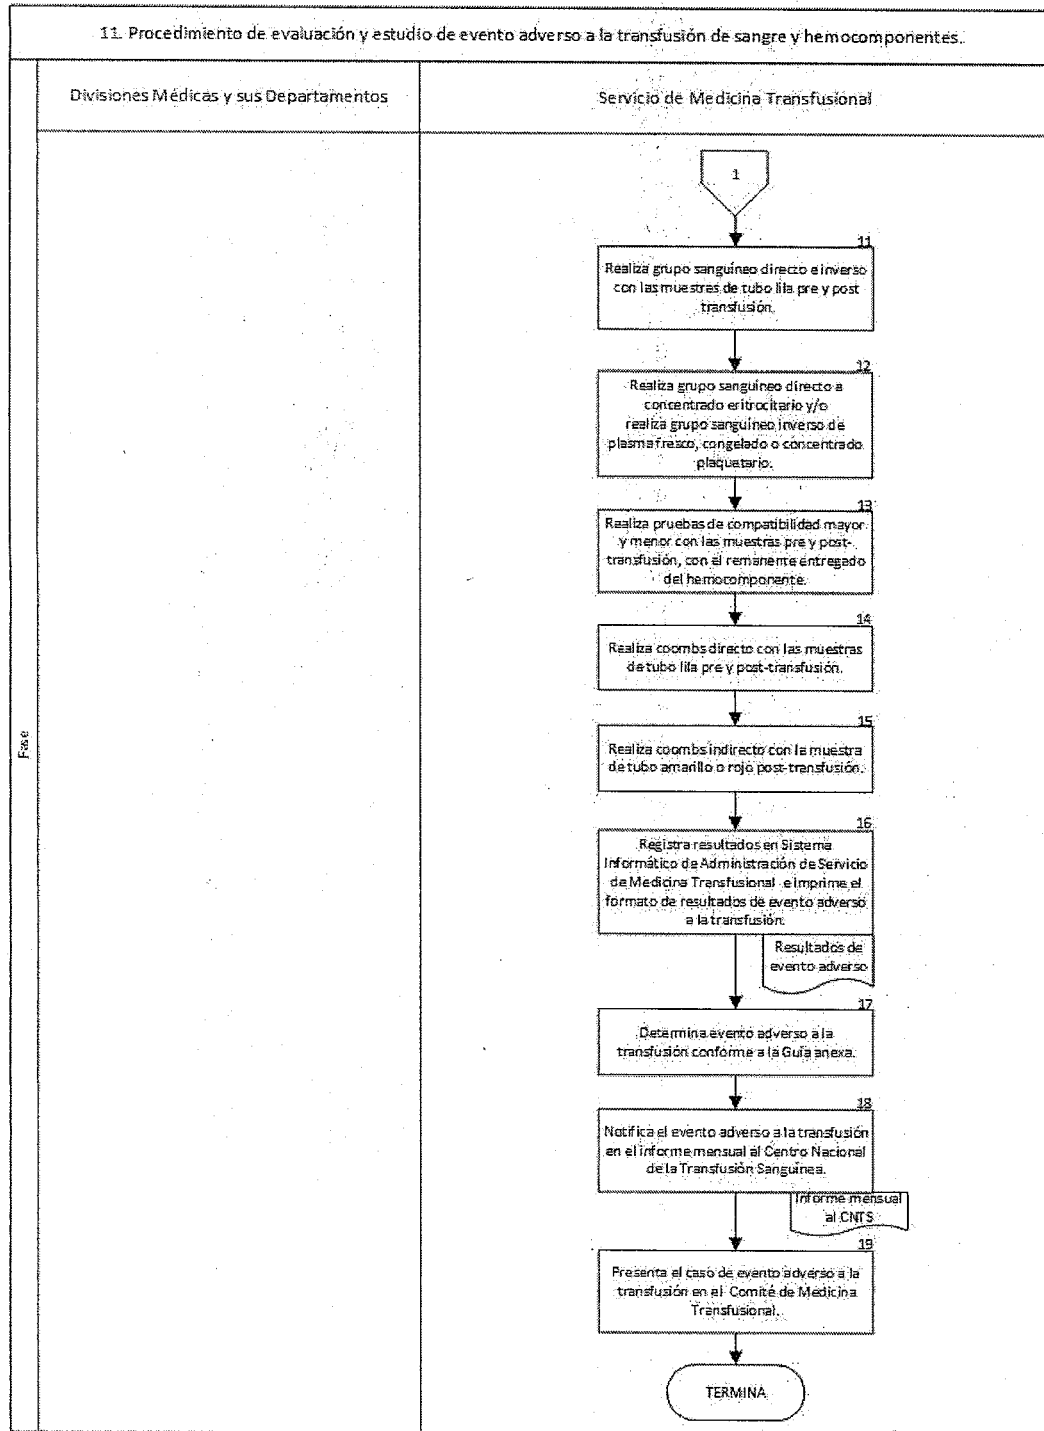 11. Procedimiento de evaluación y estudio de evento adverso a la transfusión de sangre y hemocomponentes.
Divisiones Médicas y sus Departamentos
Servicio de Medicina Transfusional
Fase
1
11
Realiza grupo sanguíneo directo e inverso
con las muestras de tubo lila pre y post
transfusión.
12
Realiza grupo sanguíneo directo a
concentrado eritrocitario y/o
realiza grupo sanguíneo inverso de
plasma fresco, congelado o concentrado
plaquetario.
13
Realiza pruebas de compatibilidad mayor
y menor con las muestras pre y post-
transfusión, con el remanente entregado
del hemocomponente.
14
Realiza coombs directo con las muestras
de tubo lila pre y post-transfusión.
15
Realiza coombs indirecto con la muestra
de tubo amarillo o rojo post-transfusión.
16
Registra resultados en Sistema
Informático de Administración de Servicio
de Medicina Transfusional e imprime el
formato de resultados de evento adverso
a la transfusión.
Resultados de
evento adverso
17
Determina evento adverso a la
transfusión conforme a la Guía anexa.
18
Notifica el evento adverso a la transfusión
en el informe mensual al Centro Nacional
de la Transfusión Sanguínea.
Informe mensual
al CNTS
19
Presenta el caso de evento adverso a la
transfusión en el Comité de Medicina
Transfusional.
TERMINA